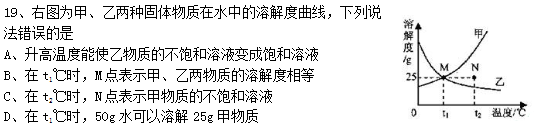 19、右图为甲、乙两种固体物质在水中的溶解度曲线，下列说
法错误的是
A、升高温度能使乙物质的不饱和溶液变成饱和溶液
B、在t₁℃时，M点表示甲、乙两物质的溶解度相等
C、在t₂℃时，N点表示甲物质的不饱和溶液
D、在t₁℃时，50g水可以溶解25g甲物质
溶解度/g
甲
M
N
25
乙
t₁
t₂
温度/℃